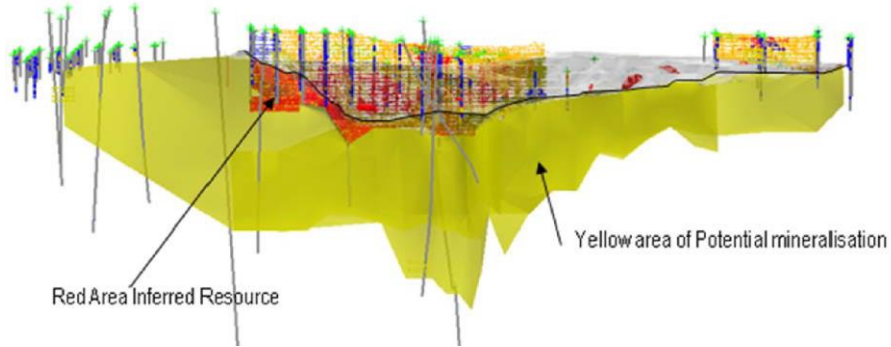 Yellow area of Potential mineralisation
Red Area Inferred Resource